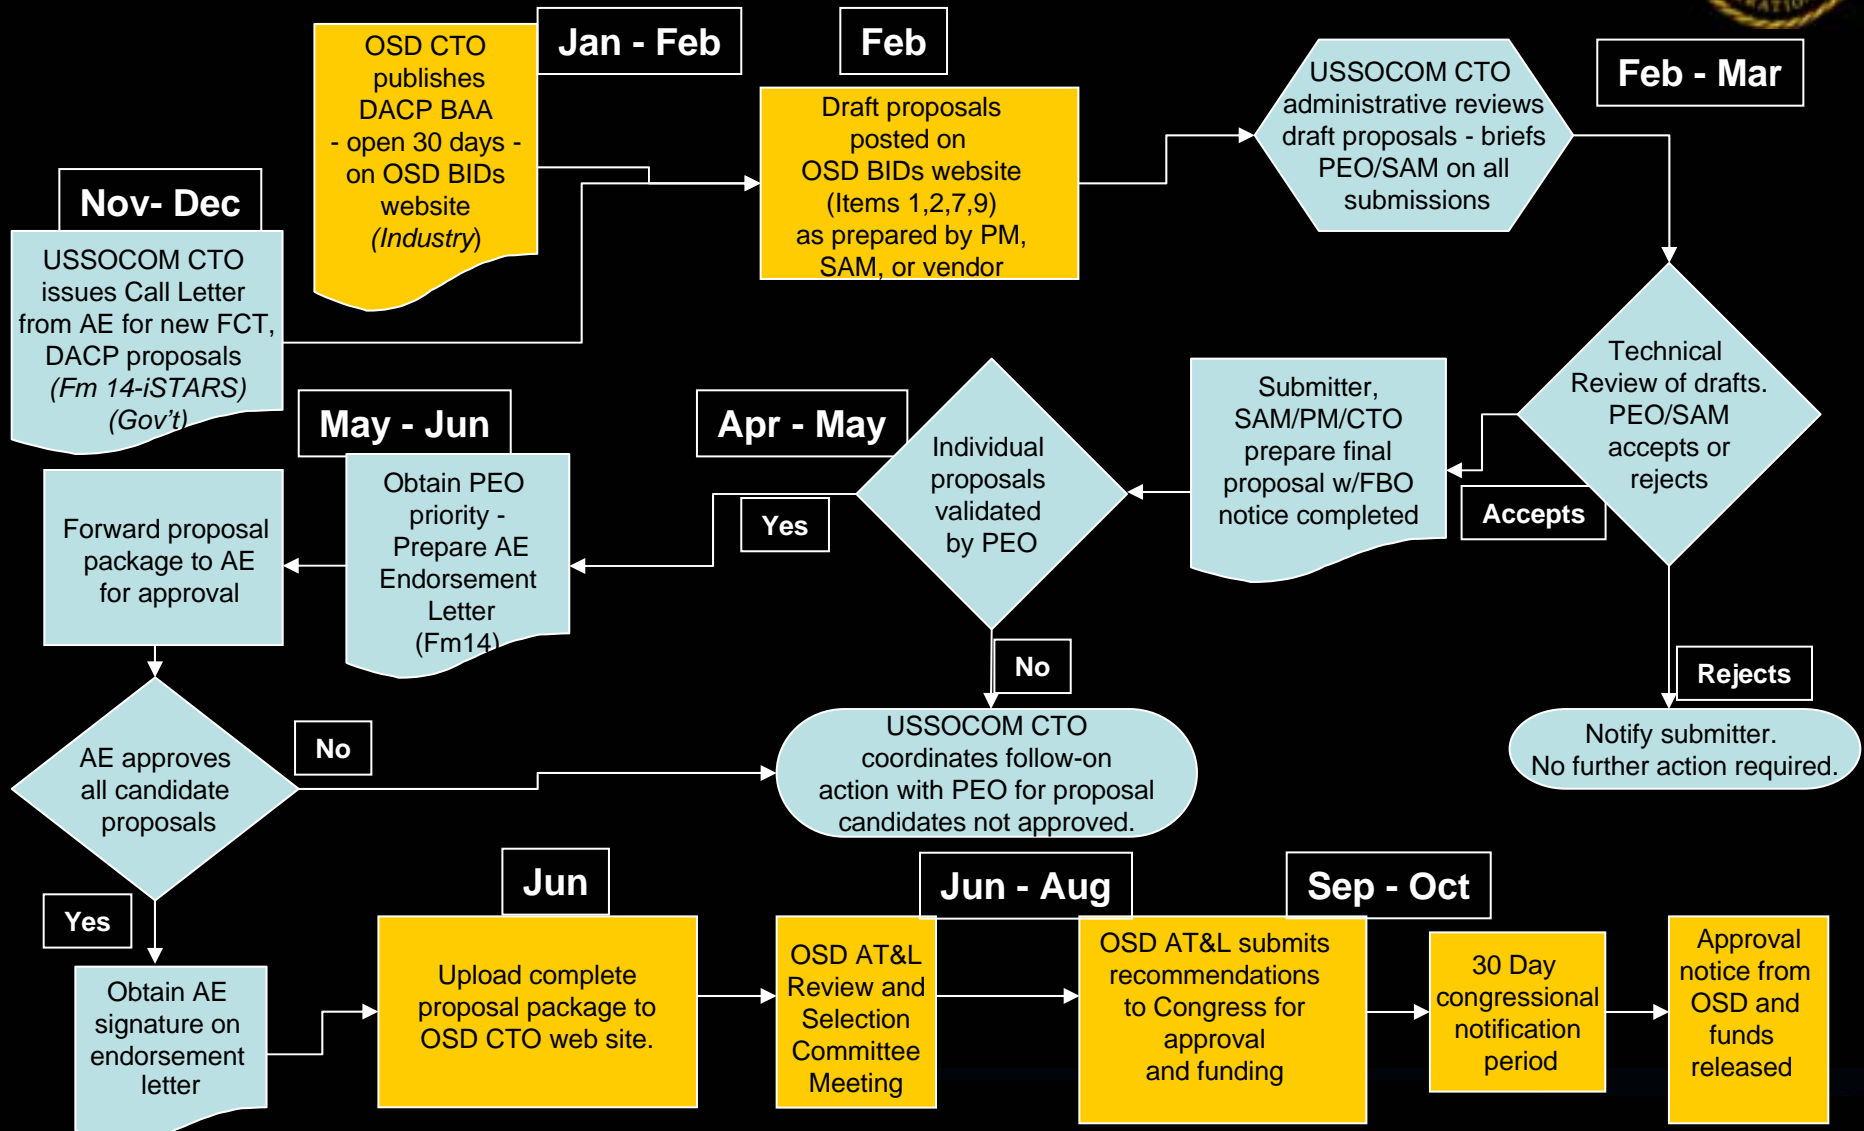 Nov- Dec
USSOCOM CTO
issues Call Letter
from AE for new FCT,
DACP proposals
(Fm 14-iSTARS)
(Gov't)
Jan - Feb
OSD CTO
publishes
DACP BAA
- open 30 days -
on OSD BIDs
website
(Industry)
Feb
Draft proposals
posted on
OSD BIDs website
(Items 1,2,7,9)
as prepared by PM,
SAM, or vendor
USSOCOM CTO
administrative reviews
draft proposals - briefs
PEO/SAM on all
submissions
Feb - Mar
Technical
Review of drafts.
PEO/SAM
accepts or
rejects
Accepts
Rejects
Notify submitter.
No further action required.
Submitter,
SAM/PM/CTO
prepare final
proposal w/FBO
notice completed
Apr - May
Individual
proposals
validated
by PEO
Yes
No
USSOCOM CTO
coordinates follow-on
action with PEO for proposal
candidates not approved.
May - Jun
Obtain PEO
priority -
Prepare AE
Endorsement
Letter
(Fm14)
Forward proposal
package to AE
for approval
AE approves
all candidate
proposals
No
Yes
Obtain AE
signature on
endorsement
letter
Jun
Upload complete
proposal package to
OSD CTO web site.
Jun - Aug
OSD AT&L
Review and
Selection
Committee
Meeting
Sep - Oct
OSD AT&L submits
recommendations
to Congress for
approval
and funding
30 Day
congressional
notification
period
Approval
notice from
OSD and
funds
released